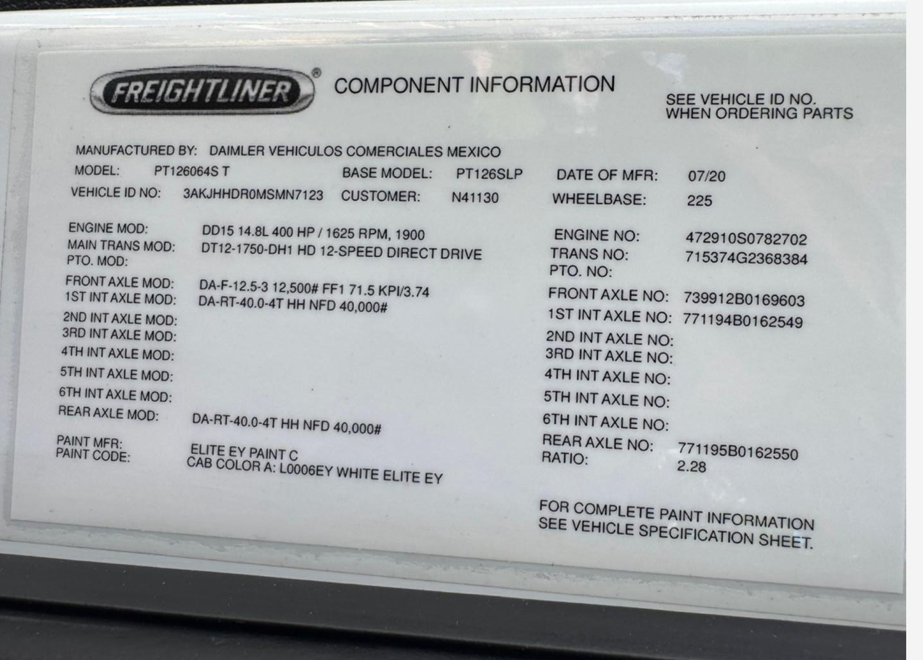 FREIGHTLINER® COMPONENT INFORMATION
SEE VEHICLE ID NO.
WHEN ORDERING PARTS
MANUFACTURED BY: DAIMLER VEHICULOS COMERCIALES MEXICO
MODEL: PT126064S T BASE MODEL: PT126SLP DATE OF MFR: 07/20
VEHICLE ID NO: 3AKJHHDR0MSMN7123 CUSTOMER: N41130 WHEELBASE: 225
ENGINE MOD: DD15 14.8L 400 HP / 1625 RPM, 1900 ENGINE NO: 472910S0782702
MAIN TRANS MOD: DT12-1750-DH1 HD 12-SPEED DIRECT DRIVE TRANS NO: 715374G2368384
PTO. MOD: PTO. NO:
FRONT AXLE MOD: DA-F-12.5-3 12,500# FF1 71.5 KPI/3.74 FRONT AXLE NO: 739912B0169603
1ST INT AXLE MOD: DA-RT-40.0-4T HH NFD 40,000# 1ST INT AXLE NO: 771194B0162549
2ND INT AXLE MOD: 2ND INT AXLE NO:
3RD INT AXLE MOD: 3RD INT AXLE NO:
4TH INT AXLE MOD: 4TH INT AXLE NO:
5TH INT AXLE MOD: 5TH INT AXLE NO:
6TH INT AXLE MOD: 6TH INT AXLE NO:
REAR AXLE MOD: DA-RT-40.0-4T HH NFD 40,000# REAR AXLE NO: 771195B0162550
RATIO: 2.28
PAINT MFR: ELITE EY PAINT C
PAINT CODE: CAB COLOR A: L0006EY WHITE ELITE EY
FOR COMPLETE PAINT INFORMATION
SEE VEHICLE SPECIFICATION SHEET.